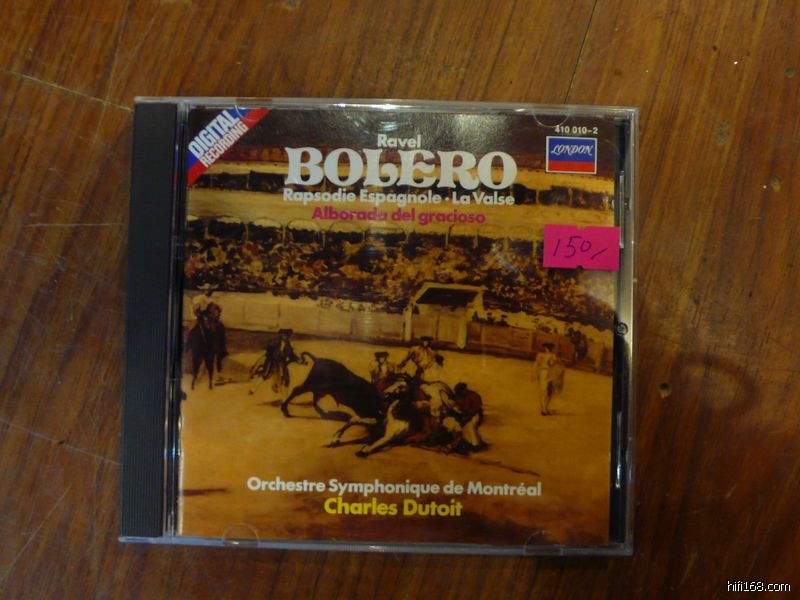 DIGITAL
RECORDING
Ravel
BOLERO
Rapsodie Espagnole · La Valse
Alborada del gracioso
410 010-2
LONDON
150/
Orchestre Symphonique de Montréal
Charles Dutoit
hifi168.com